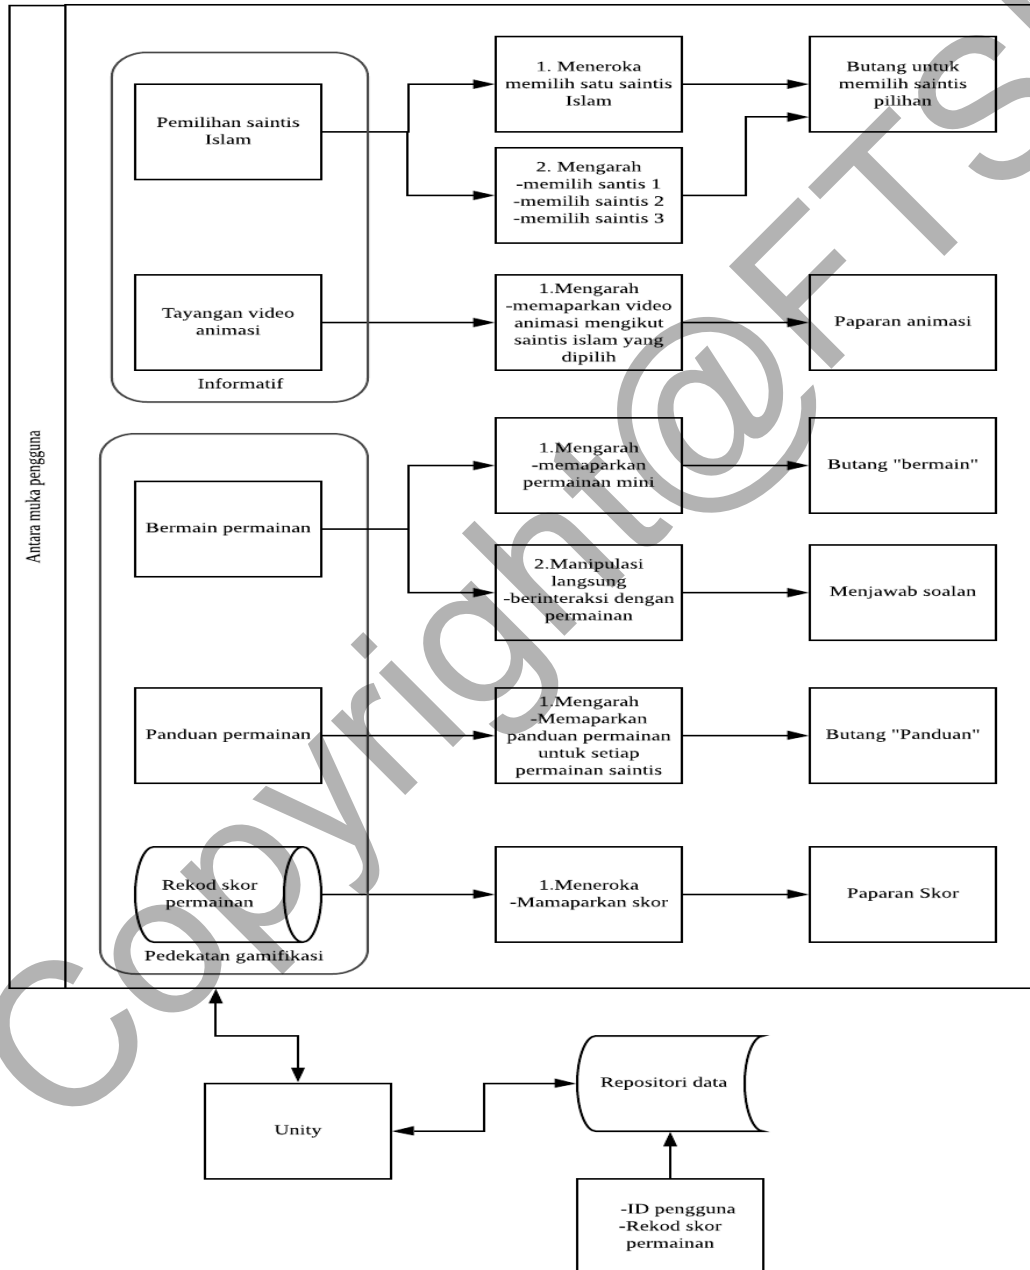 Antara muka pengguna
Pemilihan saintis
Islam
1. Meneroka
memilih satu saintis
Islam
Butang untuk
memilih saintis
pilihan
2. Mengarah
-memilih santis 1
-memilih saintis 2
-memilih saintis 3
Tayangan video
animasi
1.Mengarah
-memaparkan video
animasi mengikut
saintis islam yang
dipilih
Paparan animasi
Informatif
Bermain permainan
1.Mengarah
-memaparkan
permainan mini
Butang "bermain"
2.Manipulasi
langsung
-berinteraksi dengan
permainan
Menjawab soalan
Panduan permainan
1.Mengarah
-Memaparkan
panduan permainan
untuk setiap
permainan saintis
Butang "Panduan"
Rekod skor
permainan
1.Meneroka
-Mamaparkan skor
Paparan Skor
Pedekatan gamifikasi
Unity
Repositori data
-ID pengguna
-Rekod skor
permainan
Copyright@FTS